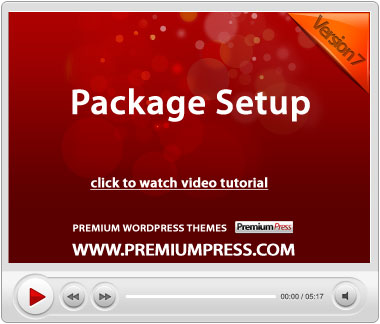 Version 7
Package Setup
click to watch video tutorial
PREMIUM WORDPRESS THEMES PremiumPress
WWW.PREMIUMPRESS.COM
00:00 / 05:17